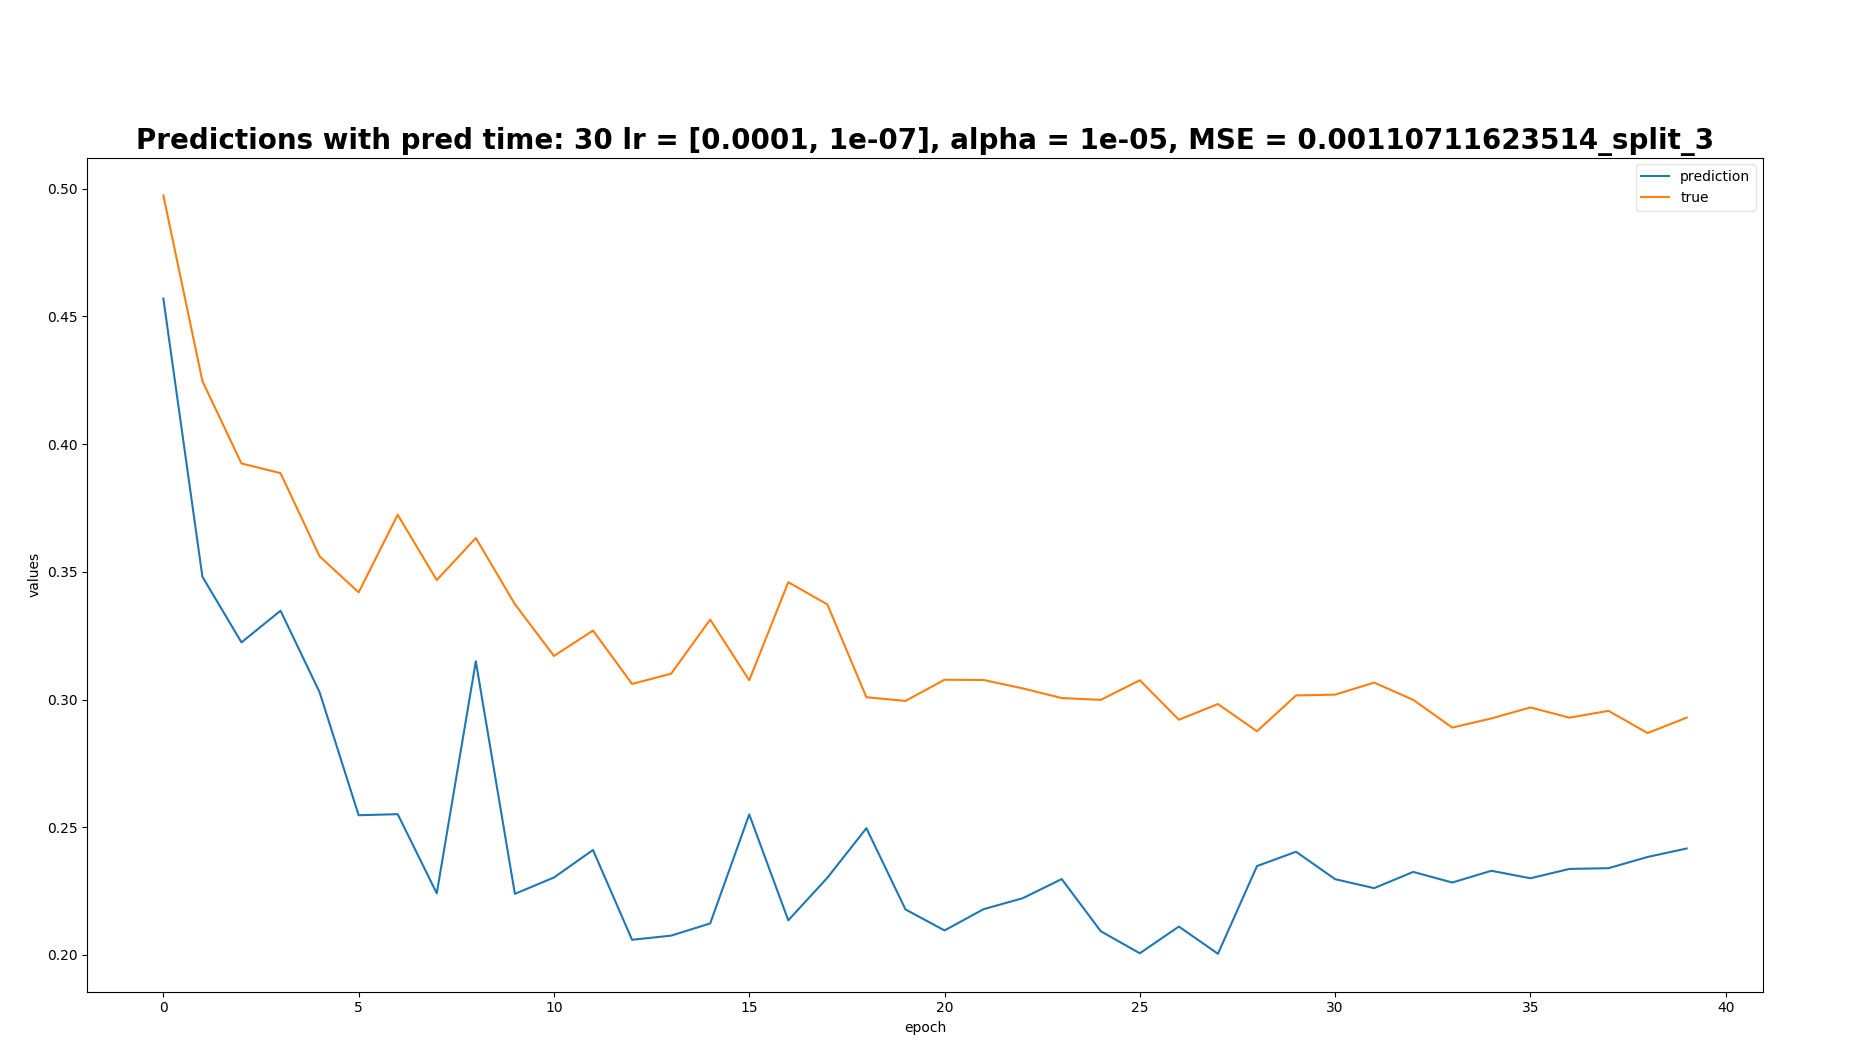 Predictions with pred time: 30 lr = [0.0001, 1e-07], alpha = 1e-05, MSE = 0.00110711623514_split_3
prediction
true
0.50
0.45
0.40
0.35
0.30
0.25
0.20
values
0 5 10 15 20 25 30 35 40
epoch